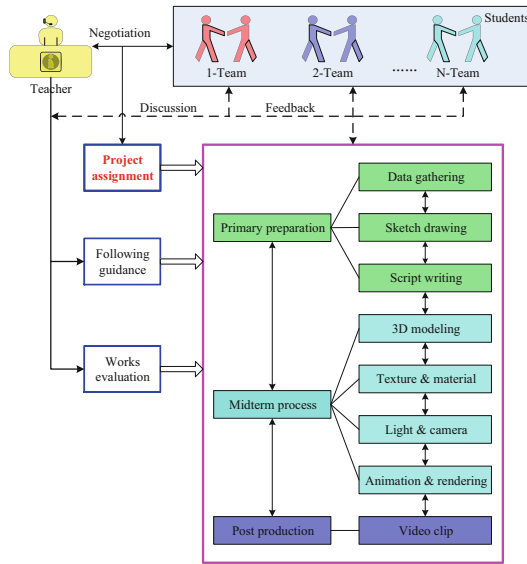 Students
Negotiation
1-Team
2-Team
......
N-Team
Teacher
Discussion
Feedback
Project
assignment
Data gathering
Primary preparation
Sketch drawing
Following
guidance
Script writing
3D modeling
Works
evaluation
Texture & material
Midterm process
Light & camera
Animation & rendering
Post production
Video clip